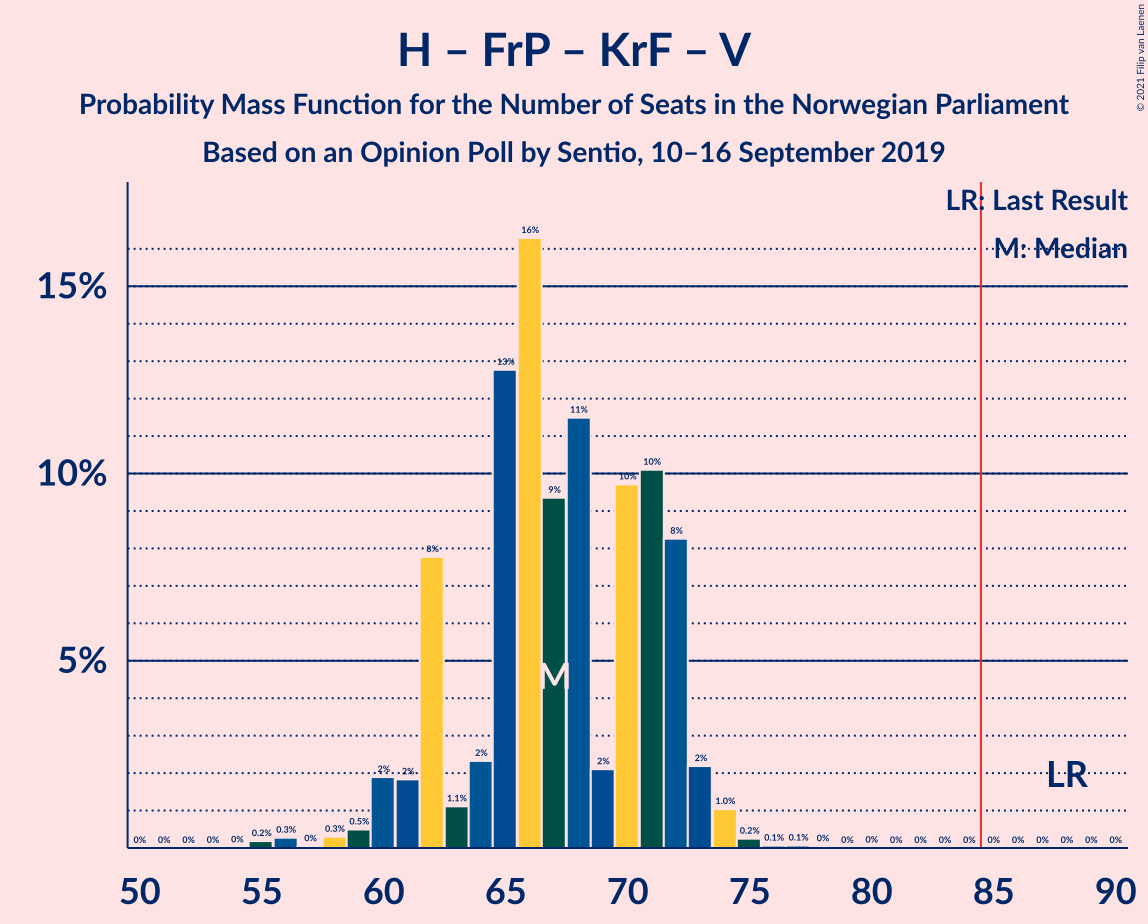 H – FrP – KrF – V
Probability Mass Function for the Number of Seats in the Norwegian Parliament
Based on an Opinion Poll by Sentio, 10–16 September 2019
© 2021 Filip van Laenen
LR: Last Result
M: Median
15%
10%
5%
0% 0% 0% 0% 0% 0.2% 0.3% 0% 0.3% 0.5% 2% 2% 8% 1.1% 2% 13% 16% 9% 11% 2% 10% 10% 8% 2% 1.0% 0.2% 0.1% 0.1% 0% 0% 0% 0% 0% 0% 0% 0% 0% 0% 0% 0% 0%
M
LR
50 55 60 65 70 75 80 85 90